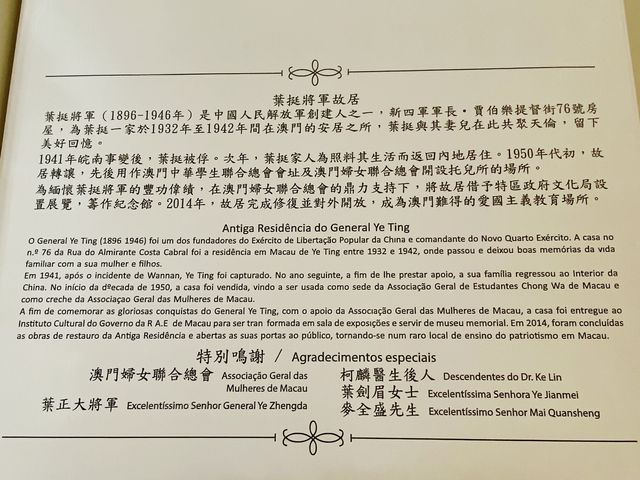 葉挺將軍故居
葉挺將軍（1896-1946年）是中國人民解放軍創建人之一，新四軍軍長。賈伯樂提督街76號房
屋，為葉挺一家於1932年至1942年間在澳門的安居之所，葉挺與其妻兒在此共聚天倫，留下
美好回憶。
1941年皖南事變後，葉挺被俘。次年，葉挺家人為照料其生活而返回內地居住。1950年代初，故
居轉讓，先後用作澳門中華學生聯合總會會址及澳門婦女聯合總會開設托兒所的場所。
為緬懷葉挺將軍的豐功偉績，在澳門婦女聯合總會的鼎力支持下，將故居借予特區政府文化局設
置展覽，籌作紀念館。2014年，故居完成修復並對外開放，成為澳門難得的愛國主義教育場所。
Antiga Residência do General Ye Ting
O General Ye Ting (1896 1946) foi um dos fundadores do Exército de Libertação Popular da China e comandante do Novo Quarto Exército. A casa no
n.º 76 da Rua do Almirante Costa Cabral foi a residência em Macau de Ye Ting entre 1932 e 1942, onde passou e deixou boas memórias da vida
familiar com a sua mulher e filhos.
Em 1941, após o incidente de Wannan, Ye Ting foi capturado. No ano seguinte, a fim de lhe prestar apoio, a sua família regressou ao Interior da
China. No início da dºecada de 1950, a casa foi vendida, vindo a ser usada como sede da Associação Geral de Estudantes Chong Wa de Macau e
como creche da Associaçao Geral das Mulheres de Macau.
A fim de comemorar as gloriosas conquistas do General Ye Ting, com o apoio da Associação Geral das Mulheres de Macau, a casa foi entregue ao
Instituto Cultural do Governo da R A.E de Macau para ser tran formada em sala de exposições e servir de museu memorial. Em 2014, foram concluídas
as obras de restauro da Antiga Residência e abertas as suas portas ao público, tornando-se num raro local de ensino do patriotismo em Macau.
特別鳴謝 / Agradecimentos especiais
澳門婦女聯合總會 Associação Geral das
Mulheres de Macau
葉正大將軍 Excelentíssimo Senhor General Ye Zhengda
柯麟醫生後人 Descendentes do Dr. Ke Lin
葉劍眉女士 Excelentíssima Senhora Ye Jianmei
麥全盛先生 Excelentíssimo Senhor Mai Quansheng